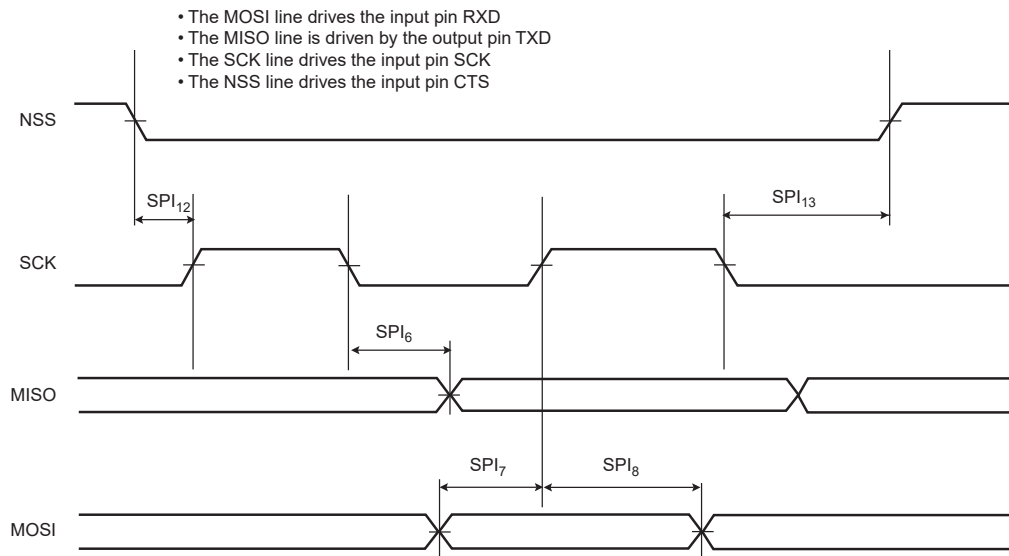 • The MOSI line drives the input pin RXD
• The MISO line is driven by the output pin TXD
• The SCK line drives the input pin SCK
• The NSS line drives the input pin CTS
NSS
SPI12
SPI13
SCK
SPI6
MISO
SPI7
SPI8
MOSI